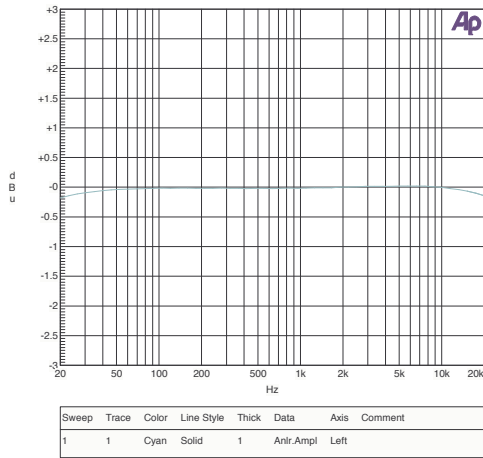 Ap
+3
+2.5
+2
+1.5
+1
+0.5
-0
-0.5
-1
-1.5
-2
-2.5
-3
d
B
u
20 50 100 200 500 1k 2k 5k 10k 20k
Hz
Sweep Trace Color Line Style Thick Data Axis Comment
1 1 Cyan Solid 1 Anlr.Ampl Left